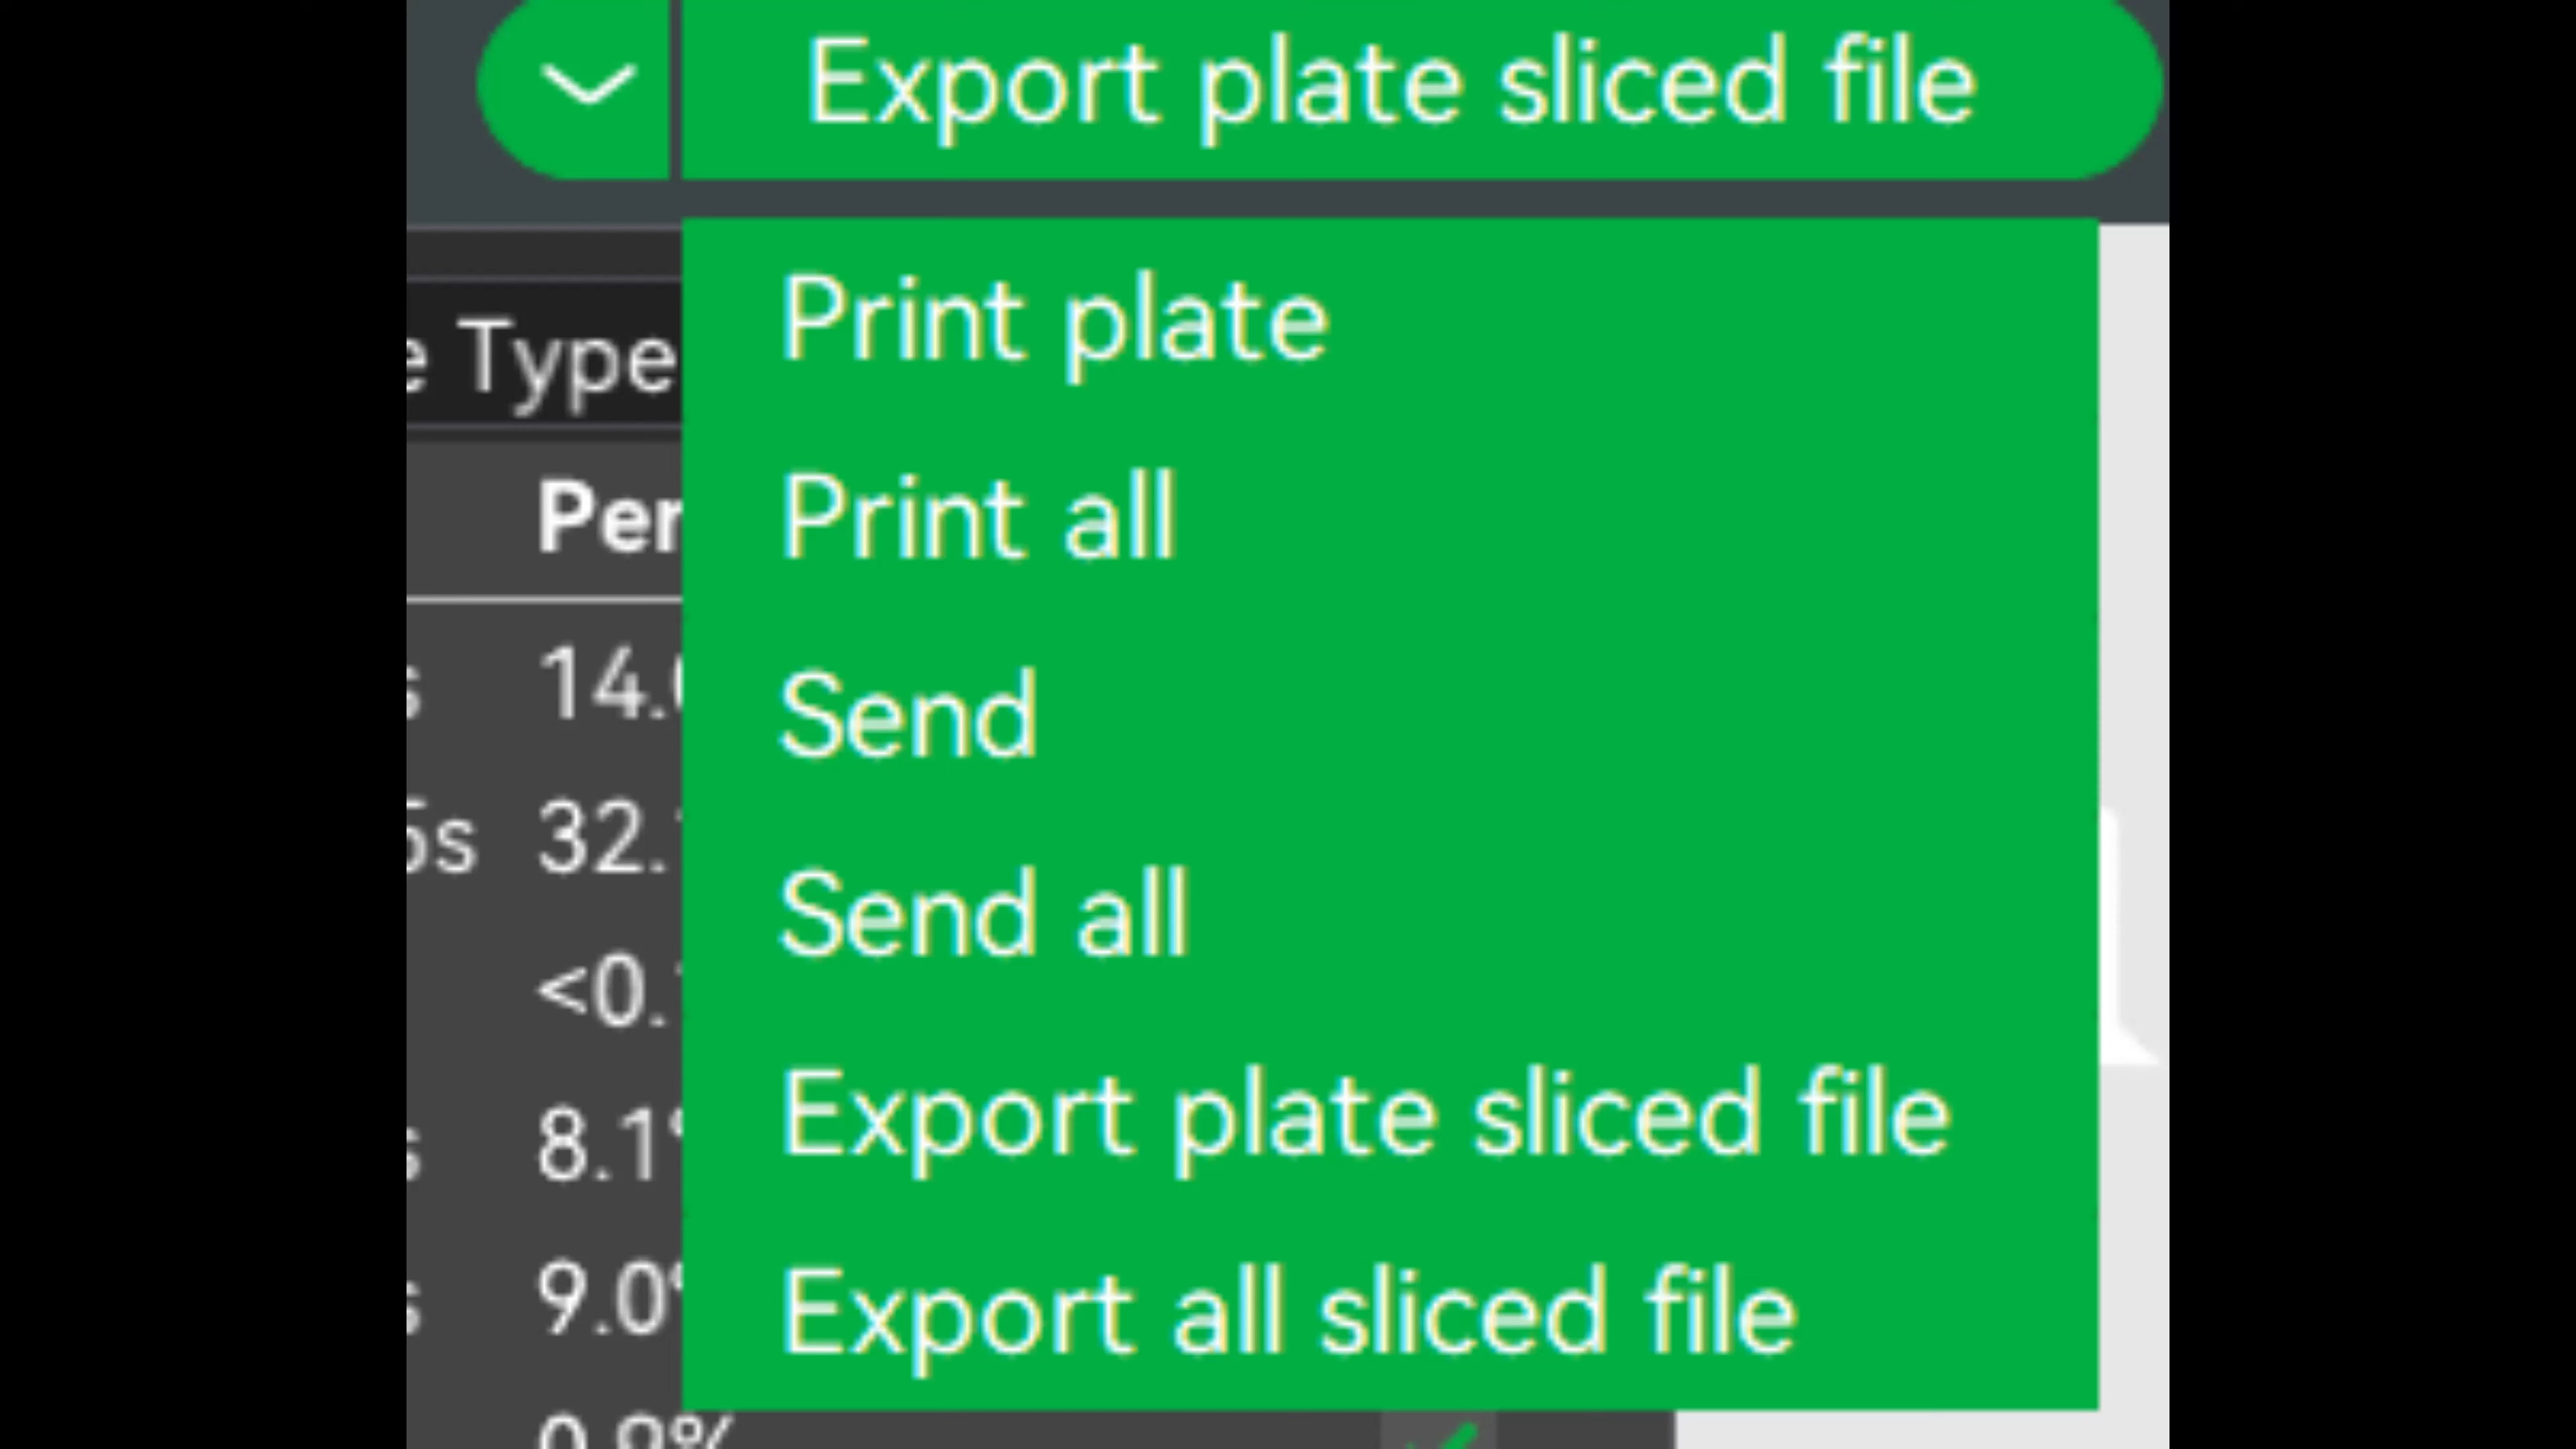 Export plate sliced file
Print plate
Type
Print all
Send
Send all
Export plate sliced file
Export all sliced file